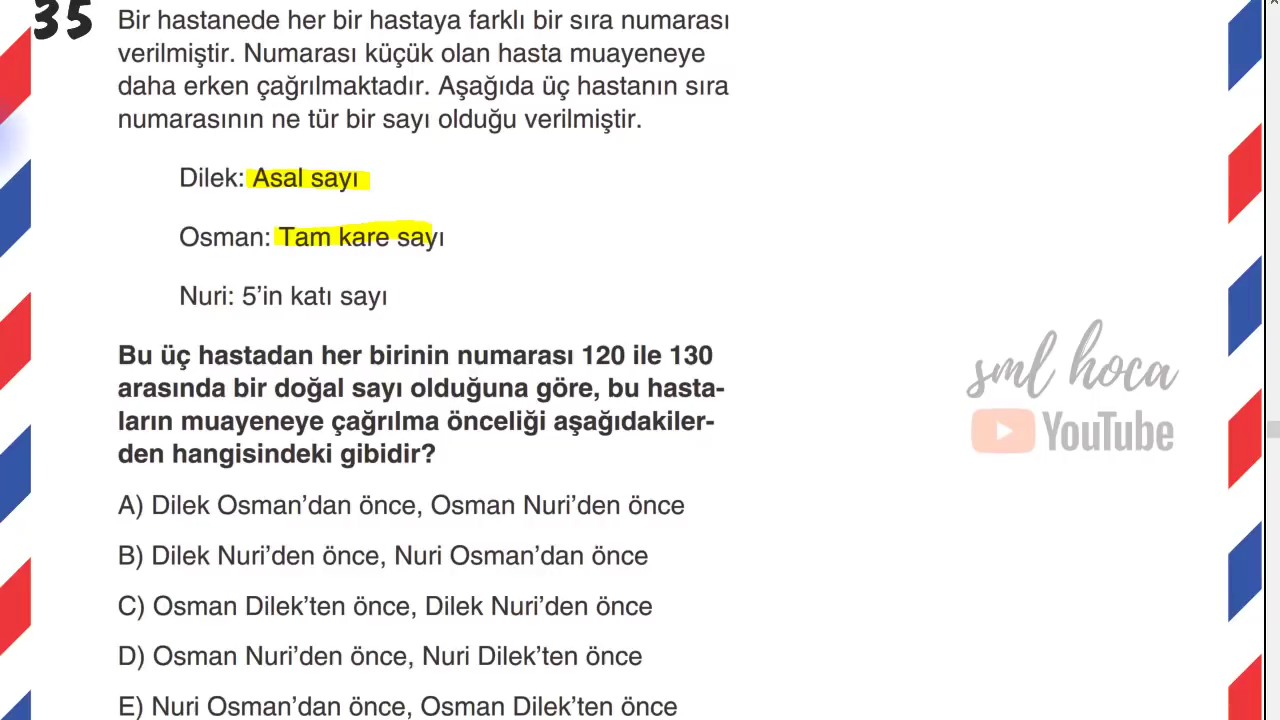 35
Bir hastanede her bir hastaya farklı bir sıra numarası
verilmiştir. Numarası küçük olan hasta muayeneye
daha erken çağrılmaktadır. Aşağıda üç hastanın sıra
numarasının ne tür bir sayı olduğu verilmiştir.
Dilek: Asal sayı
Osman: Tam kare sayı
Nuri: 5’in katı sayı
Bu üç hastadan her birinin numarası 120 ile 130
arasında bir doğal sayı olduğuna göre, bu hasta-
ların muayeneye çağrılma önceliği aşağıdakiler-
den hangisindeki gibidir?
sml hoca
YouTube
A) Dilek Osman’dan önce, Osman Nuri’den önce
B) Dilek Nuri’den önce, Nuri Osman’dan önce
C) Osman Dilek’ten önce, Dilek Nuri’den önce
D) Osman Nuri’den önce, Nuri Dilek’ten önce
E) Nuri Osman’dan önce, Osman Dilek’ten önce